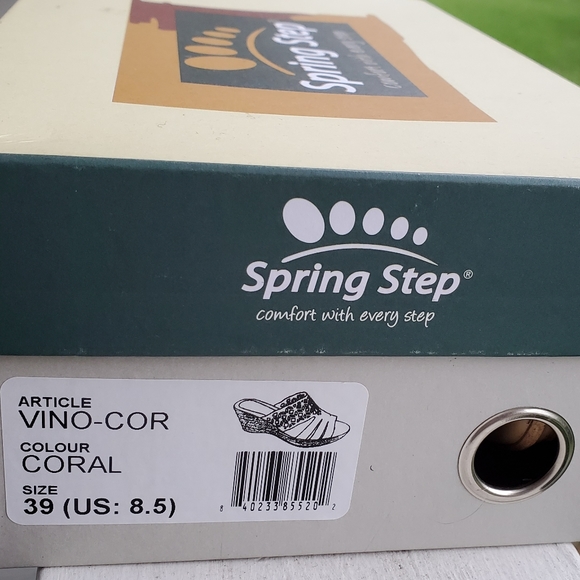 Spring Step
Spring Step®
comfort with every step
ARTICLE
VINO-COR
COLOUR
CORAL
SIZE
39 (US: 8.5)
8 40233 85520 2